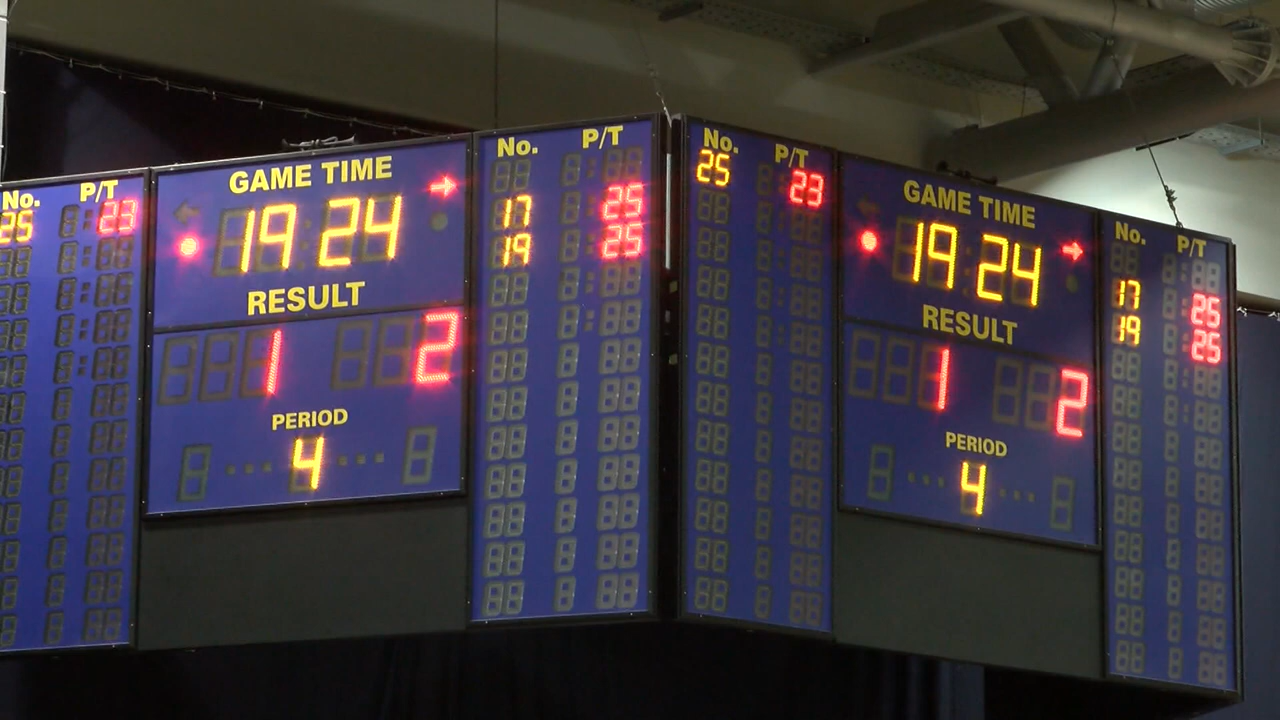 No. P/T
25 23
GAME TIME
19 24
RESULT
1 2
PERIOD
4
No. P/T
17 25
19 25
No. P/T
25 23
GAME TIME
19:24
RESULT
1 2
PERIOD
4
No. P/T
17 25
19 25